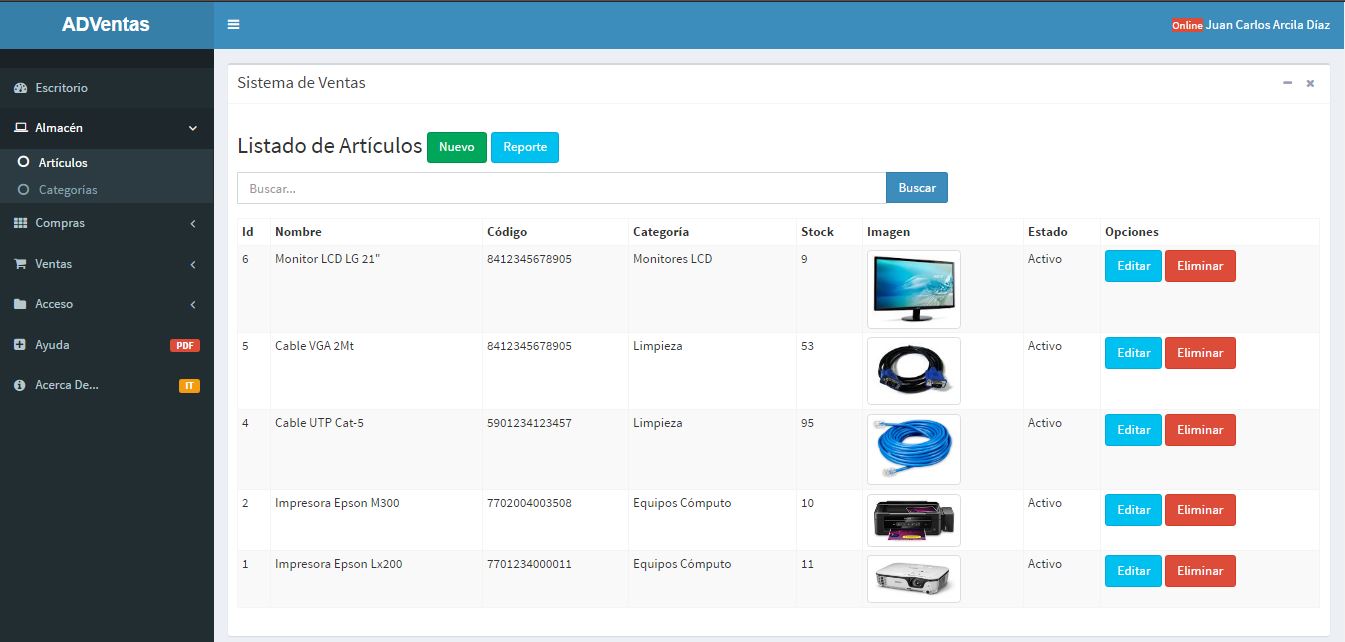 ADVentas
Online Juan Carlos Arcila Díaz
Escritorio
Almacén
Artículos
Categorías
Compras
Ventas
Acceso
Ayuda PDF
Acerca De... IT
Sistema de Ventas
Listado de Artículos Nuevo Reporte
Buscar... Buscar
Id Nombre Código Categoría Stock Imagen Estado Opciones
6 Monitor LCD LG 21" 8412345678905 Monitores LCD 9 Activo Editar Eliminar
5 Cable VGA 2Mt 8412345678905 Limpieza 53 Activo Editar Eliminar
4 Cable UTP Cat-5 5901234123457 Limpieza 95 Activo Editar Eliminar
2 Impresora Epson M300 7702004003508 Equipos Cómputo 10 Activo Editar Eliminar
1 Impresora Epson Lx200 7701234000011 Equipos Cómputo 11 Activo Editar Eliminar